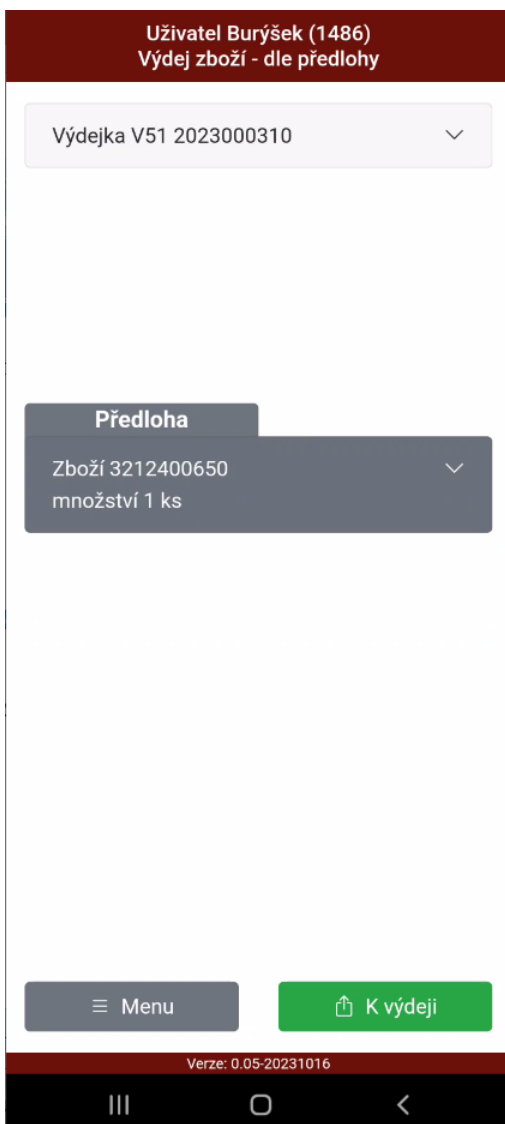 Uživatel Burýšek (1486)
Výdej zboží - dle předlohy
Výdejka V51 2023000310
Předloha
Zboží 3212400650
množství 1 ks
Menu
K výdeji
Verze: 0.05-20231016